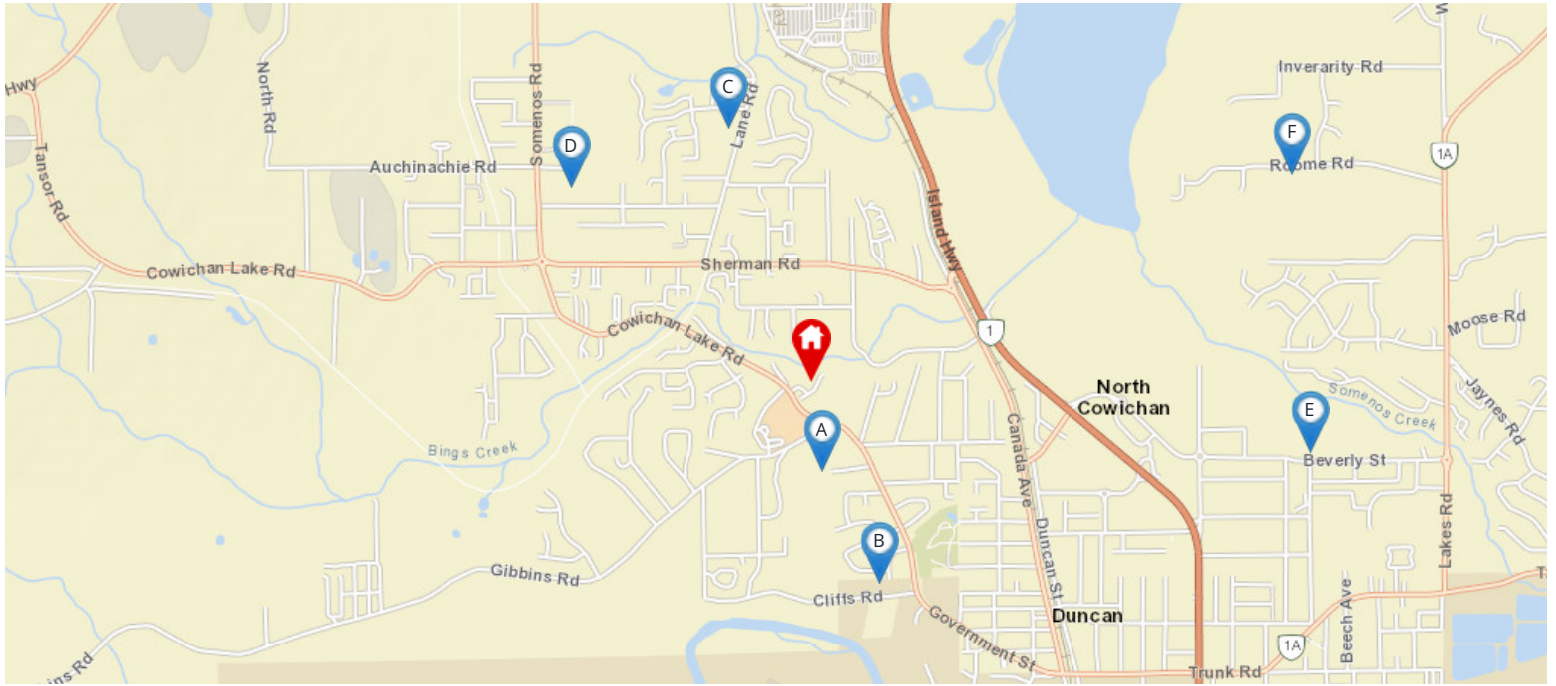 Hwy
Tansor Rd
North Rd
Auchinachie Rd
Somenos Rd
D
C
Lane Rd
Cowichan Lake Rd
Sherman Rd
Island Hwy
Inverarity Rd
F
Roome Rd
1A
Moose Rd
Cowichan Lake Rd
1
North
Cowichan
Somenos Creek
Jaynes Rd
A
E
Beverly St
Bings Creek
Canada Ave
Duncan St
B
Gibbins Rd
Cliffs Rd
Government St
Duncan
Lakes Rd
Beech Ave
1A
Trunk Rd